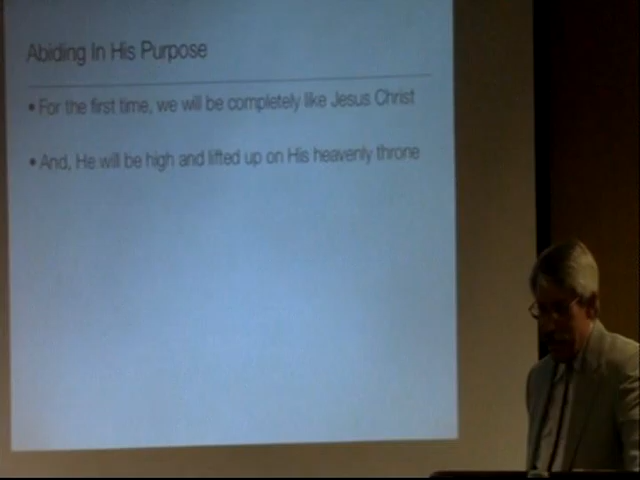 Abiding In His Purpose
• For the first time, we will be completely like Jesus Christ
• And, He will be high and lifted up on His heavenly throne